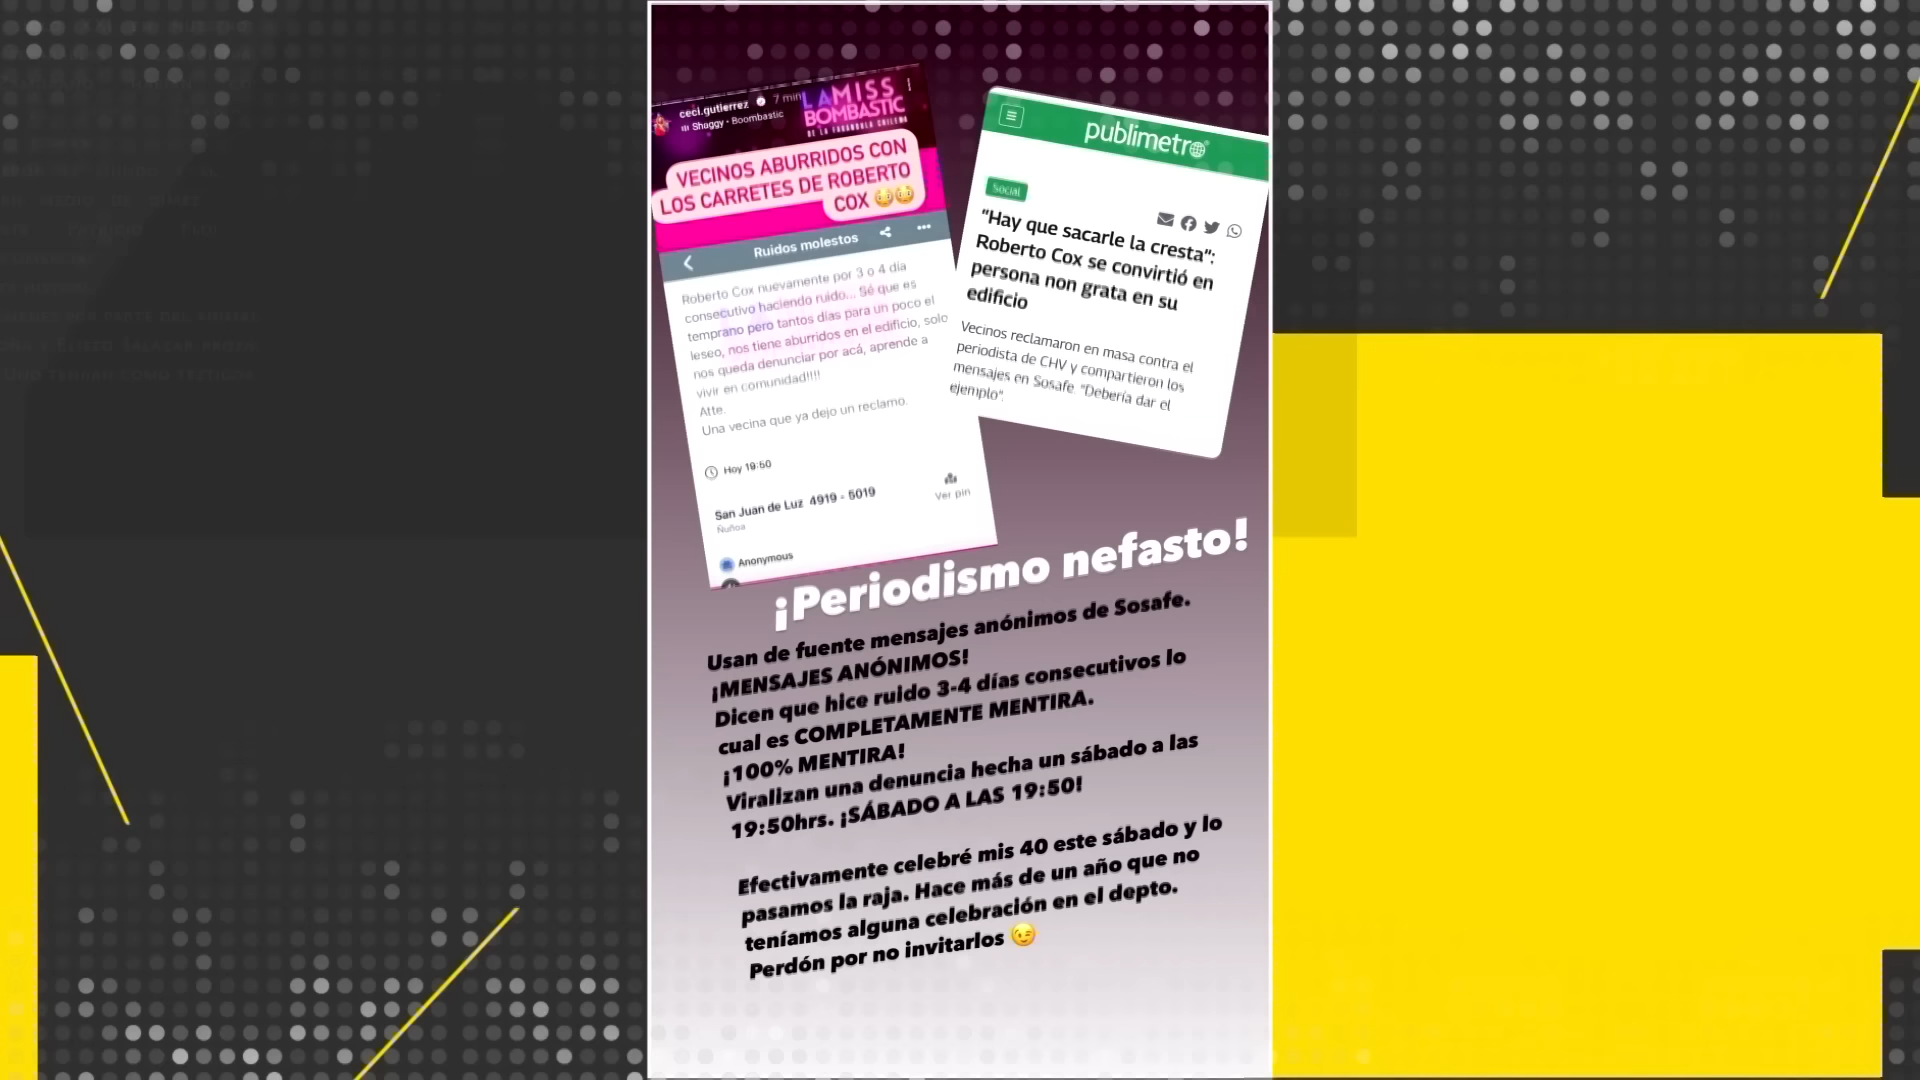 ceci.gutierrez 7 min
Shaggy • Boombastic
LA MISS
BOMBASTIC
DE LA FARANDULA CHILENA
VECINOS ABURRIDOS CON
LOS CARRETES DE ROBERTO
COX 😳😳
Ruidos molestos
Roberto Cox nuevamente por 3 o 4 día
consecutivo haciendo ruido... Sé que es
temprano pero tantos días para un poco el
leseo, nos tiene aburridos en el edificio, solo
nos queda denunciar por acá, aprende a
vivir en comunidad!!!!
Atte.
Una vecina que ya dejo un reclamo.
Hoy 19:50
San Juan de Luz 4919 - 5019
Ñuñoa
Ver pin
Anonymous
publimetro
Social
“Hay que sacarle la cresta”:
Roberto Cox se convirtió en
persona non grata en su
edificio
Vecinos reclamaron en masa contra el
periodista de CHV y compartieron los
mensajes en Sosafe. "Debería dar el
ejemplo".
¡Periodismo nefasto!
Usan de fuente mensajes anónimos de Sosafe.
¡MENSAJES ANÓNIMOS!
Dicen que hice ruido 3-4 días consecutivos lo
cual es COMPLETAMENTE MENTIRA.
¡100% MENTIRA!
Viralizan una denuncia hecha un sábado a las
19:50hrs. ¡SÁBADO A LAS 19:50!
Efectivamente celebré mis 40 este sábado y lo
pasamos la raja. Hace más de un año que no
teníamos alguna celebración en el depto.
Perdón por no invitarlos 😉